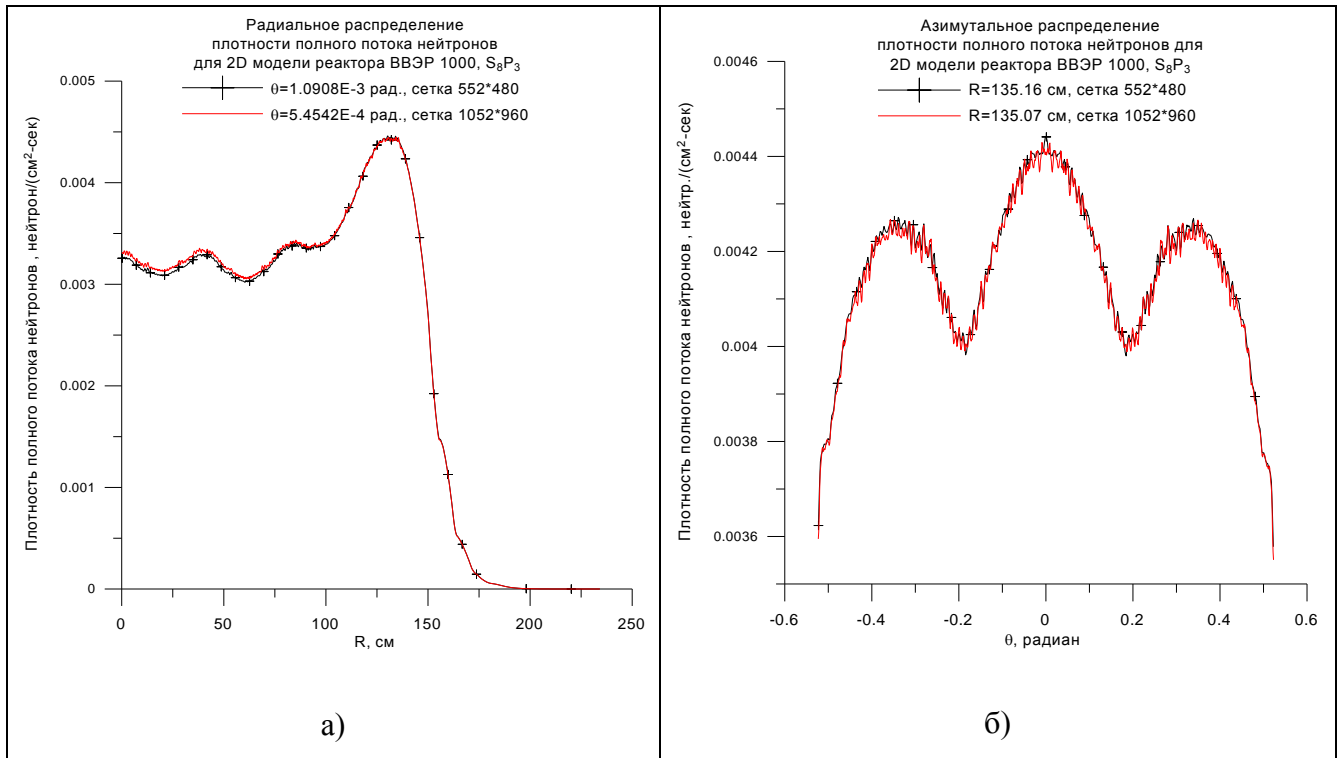 Радиальное распределение
плотности полного потока нейтронов
для 2D модели реактора ВВЭР 1000, S₈P₃
θ=1.0908E-3 рад., сетка 552*480
θ=5.4542E-4 рад., сетка 1052*960
Плотность полного потока нейтронов , нейтрон/(см²-сек)
0.005
0.004
0.003
0.002
0.001
0
0 50 100 150 200 250
R, см
а)
Азимутальное распределение
плотности полного потока нейтронов для
2D модели реактора ВВЭР 1000, S₈P₃
R=135.16 см, сетка 552*480
R=135.07 см, сетка 1052*960
Плотность полного потока нейтронов , нейтр./(см²-сек)
0.0046
0.0044
0.0042
0.004
0.0038
0.0036
-0.6 -0.4 -0.2 0 0.2 0.4 0.6
θ, радиан
б)